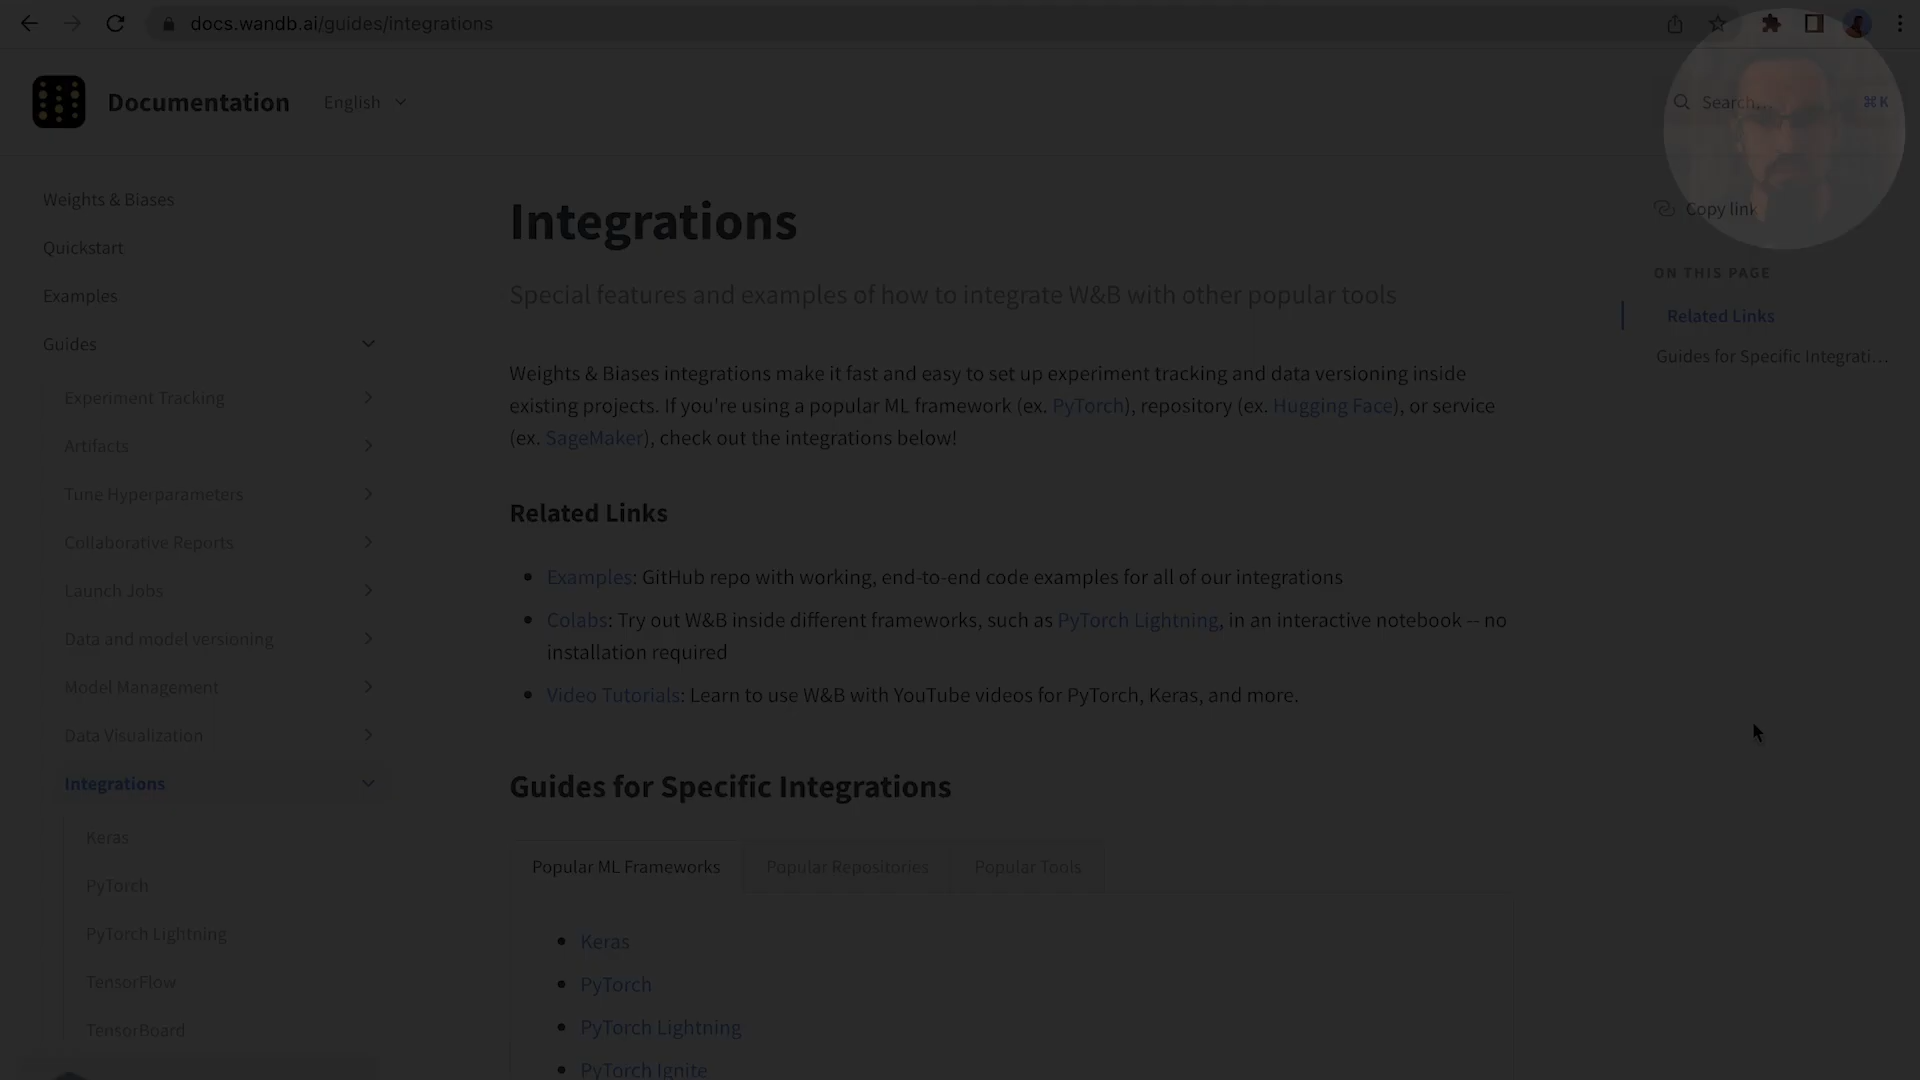 docs.wandb.ai/guides/integrations
Documentation
English
Search...
⌘K
Weights & Biases
Quickstart
Examples
Guides
Experiment Tracking
Artifacts
Tune Hyperparameters
Collaborative Reports
Launch Jobs
Data and model versioning
Model Management
Data Visualization
Integrations
Keras
PyTorch
PyTorch Lightning
TensorFlow
TensorBoard
Integrations
Special features and examples of how to integrate W&B with other popular tools
Weights & Biases integrations make it fast and easy to set up experiment tracking and data versioning inside
existing projects. If you're using a popular ML framework (ex. PyTorch), repository (ex. Hugging Face), or service
(ex. SageMaker), check out the integrations below!
Related Links
Examples: GitHub repo with working, end-to-end code examples for all of our integrations
Colabs: Try out W&B inside different frameworks, such as PyTorch Lightning, in an interactive notebook -- no
installation required
Video Tutorials: Learn to use W&B with YouTube videos for PyTorch, Keras, and more.
Guides for Specific Integrations
Popular ML Frameworks
Popular Repositories
Popular Tools
Keras
PyTorch
PyTorch Lightning
PyTorch Ignite
Copy link
ON THIS PAGE
Related Links
Guides for Specific Integrati...